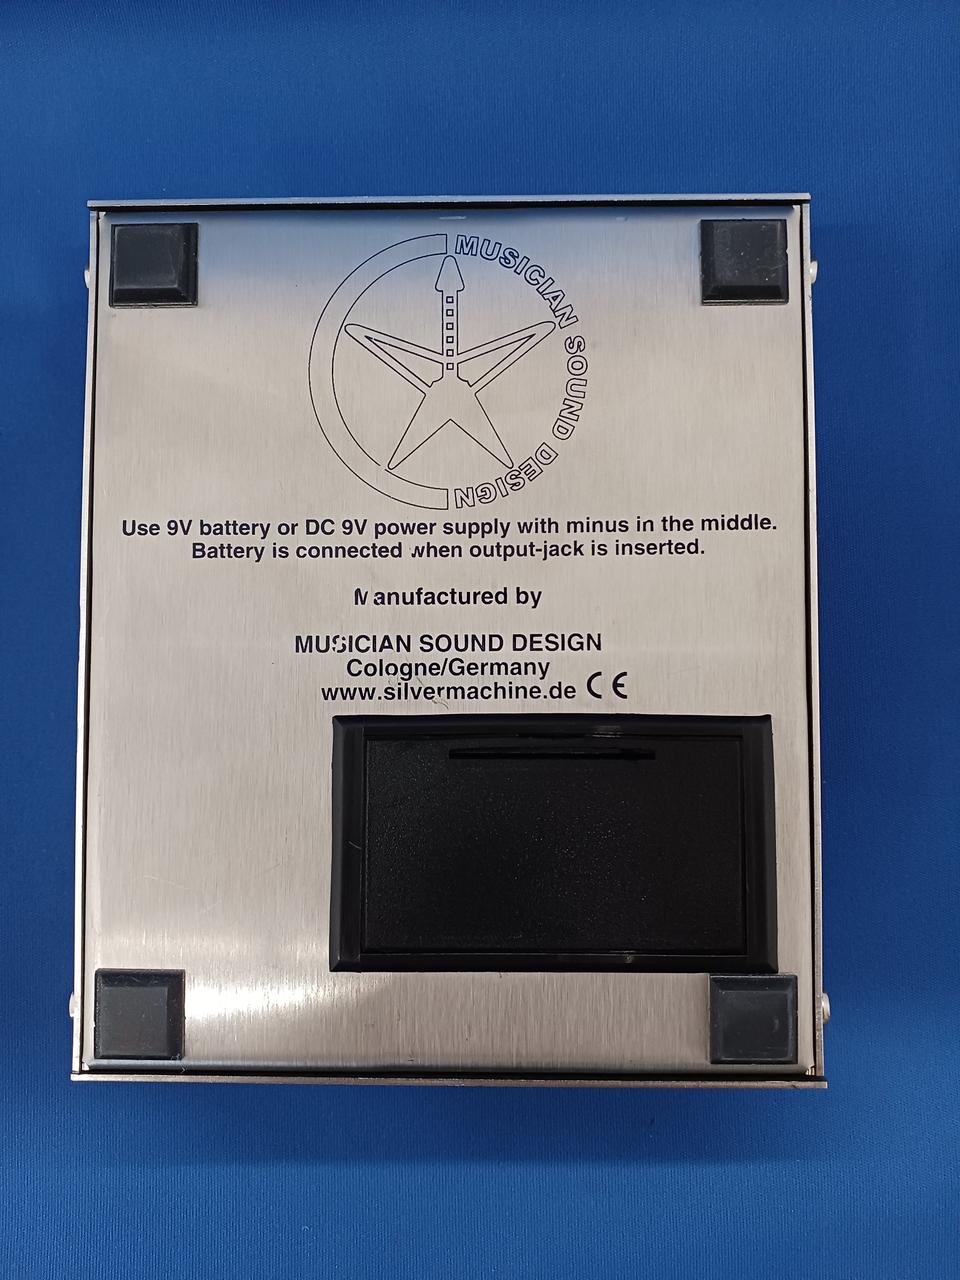 MUSICIAN SOUND DESIGN
Use 9V battery or DC 9V power supply with minus in the middle.
Battery is connected when output-jack is inserted.
Manufactured by
MUSICIAN SOUND DESIGN
Cologne/Germany
www.silvermachine.de CE